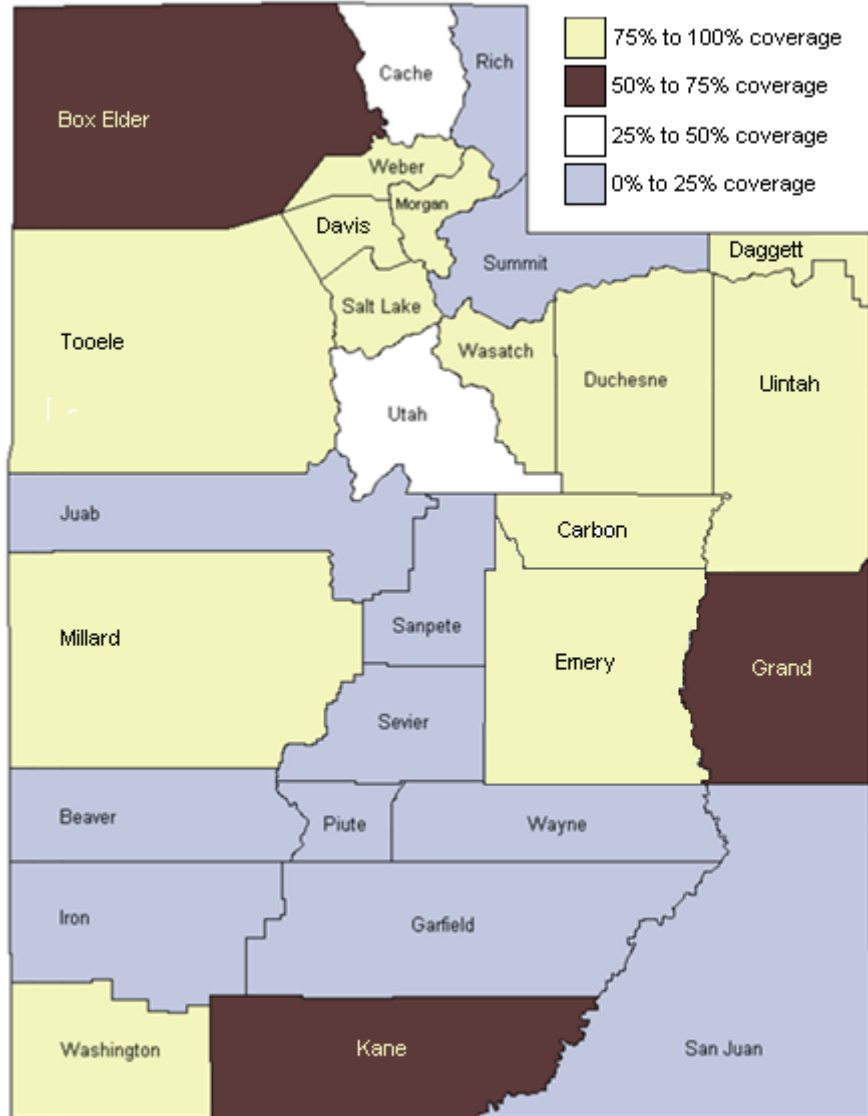 75% to 100% coverage
50% to 75% coverage
25% to 50% coverage
0% to 25% coverage
Cache
Rich
Box Elder
Weber
Morgan
Davis
Summit
Daggett
Salt Lake
Tooele
Wasatch
Duchesne
Uintah
Utah
Juab
Carbon
Sanpete
Millard
Emery
Grand
Sevier
Beaver
Piute
Wayne
Iron
Garfield
Washington
Kane
San Juan